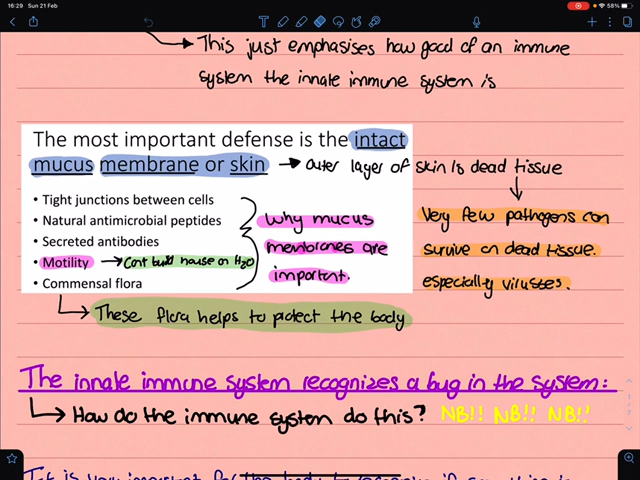 16:29 Sun 21 Feb
58%
This just emphasises how good of an immune
system the innate immune system is
The most important defense is the intact
mucus membrane or skin → outer layer of skin is dead tissue
• Tight junctions between cells
• Natural antimicrobial peptides
• Secreted antibodies
• Motility → Cant build house on H₂O
• Commensal flora
why mucus
membranes are
important.
Very few pathogens can
survive on dead tissue.
especially virusses.
These flora helps to protect the body
The innate immune system recognizes a bug in the system:
How do the immune system do this? NB!! NB!! NB!!